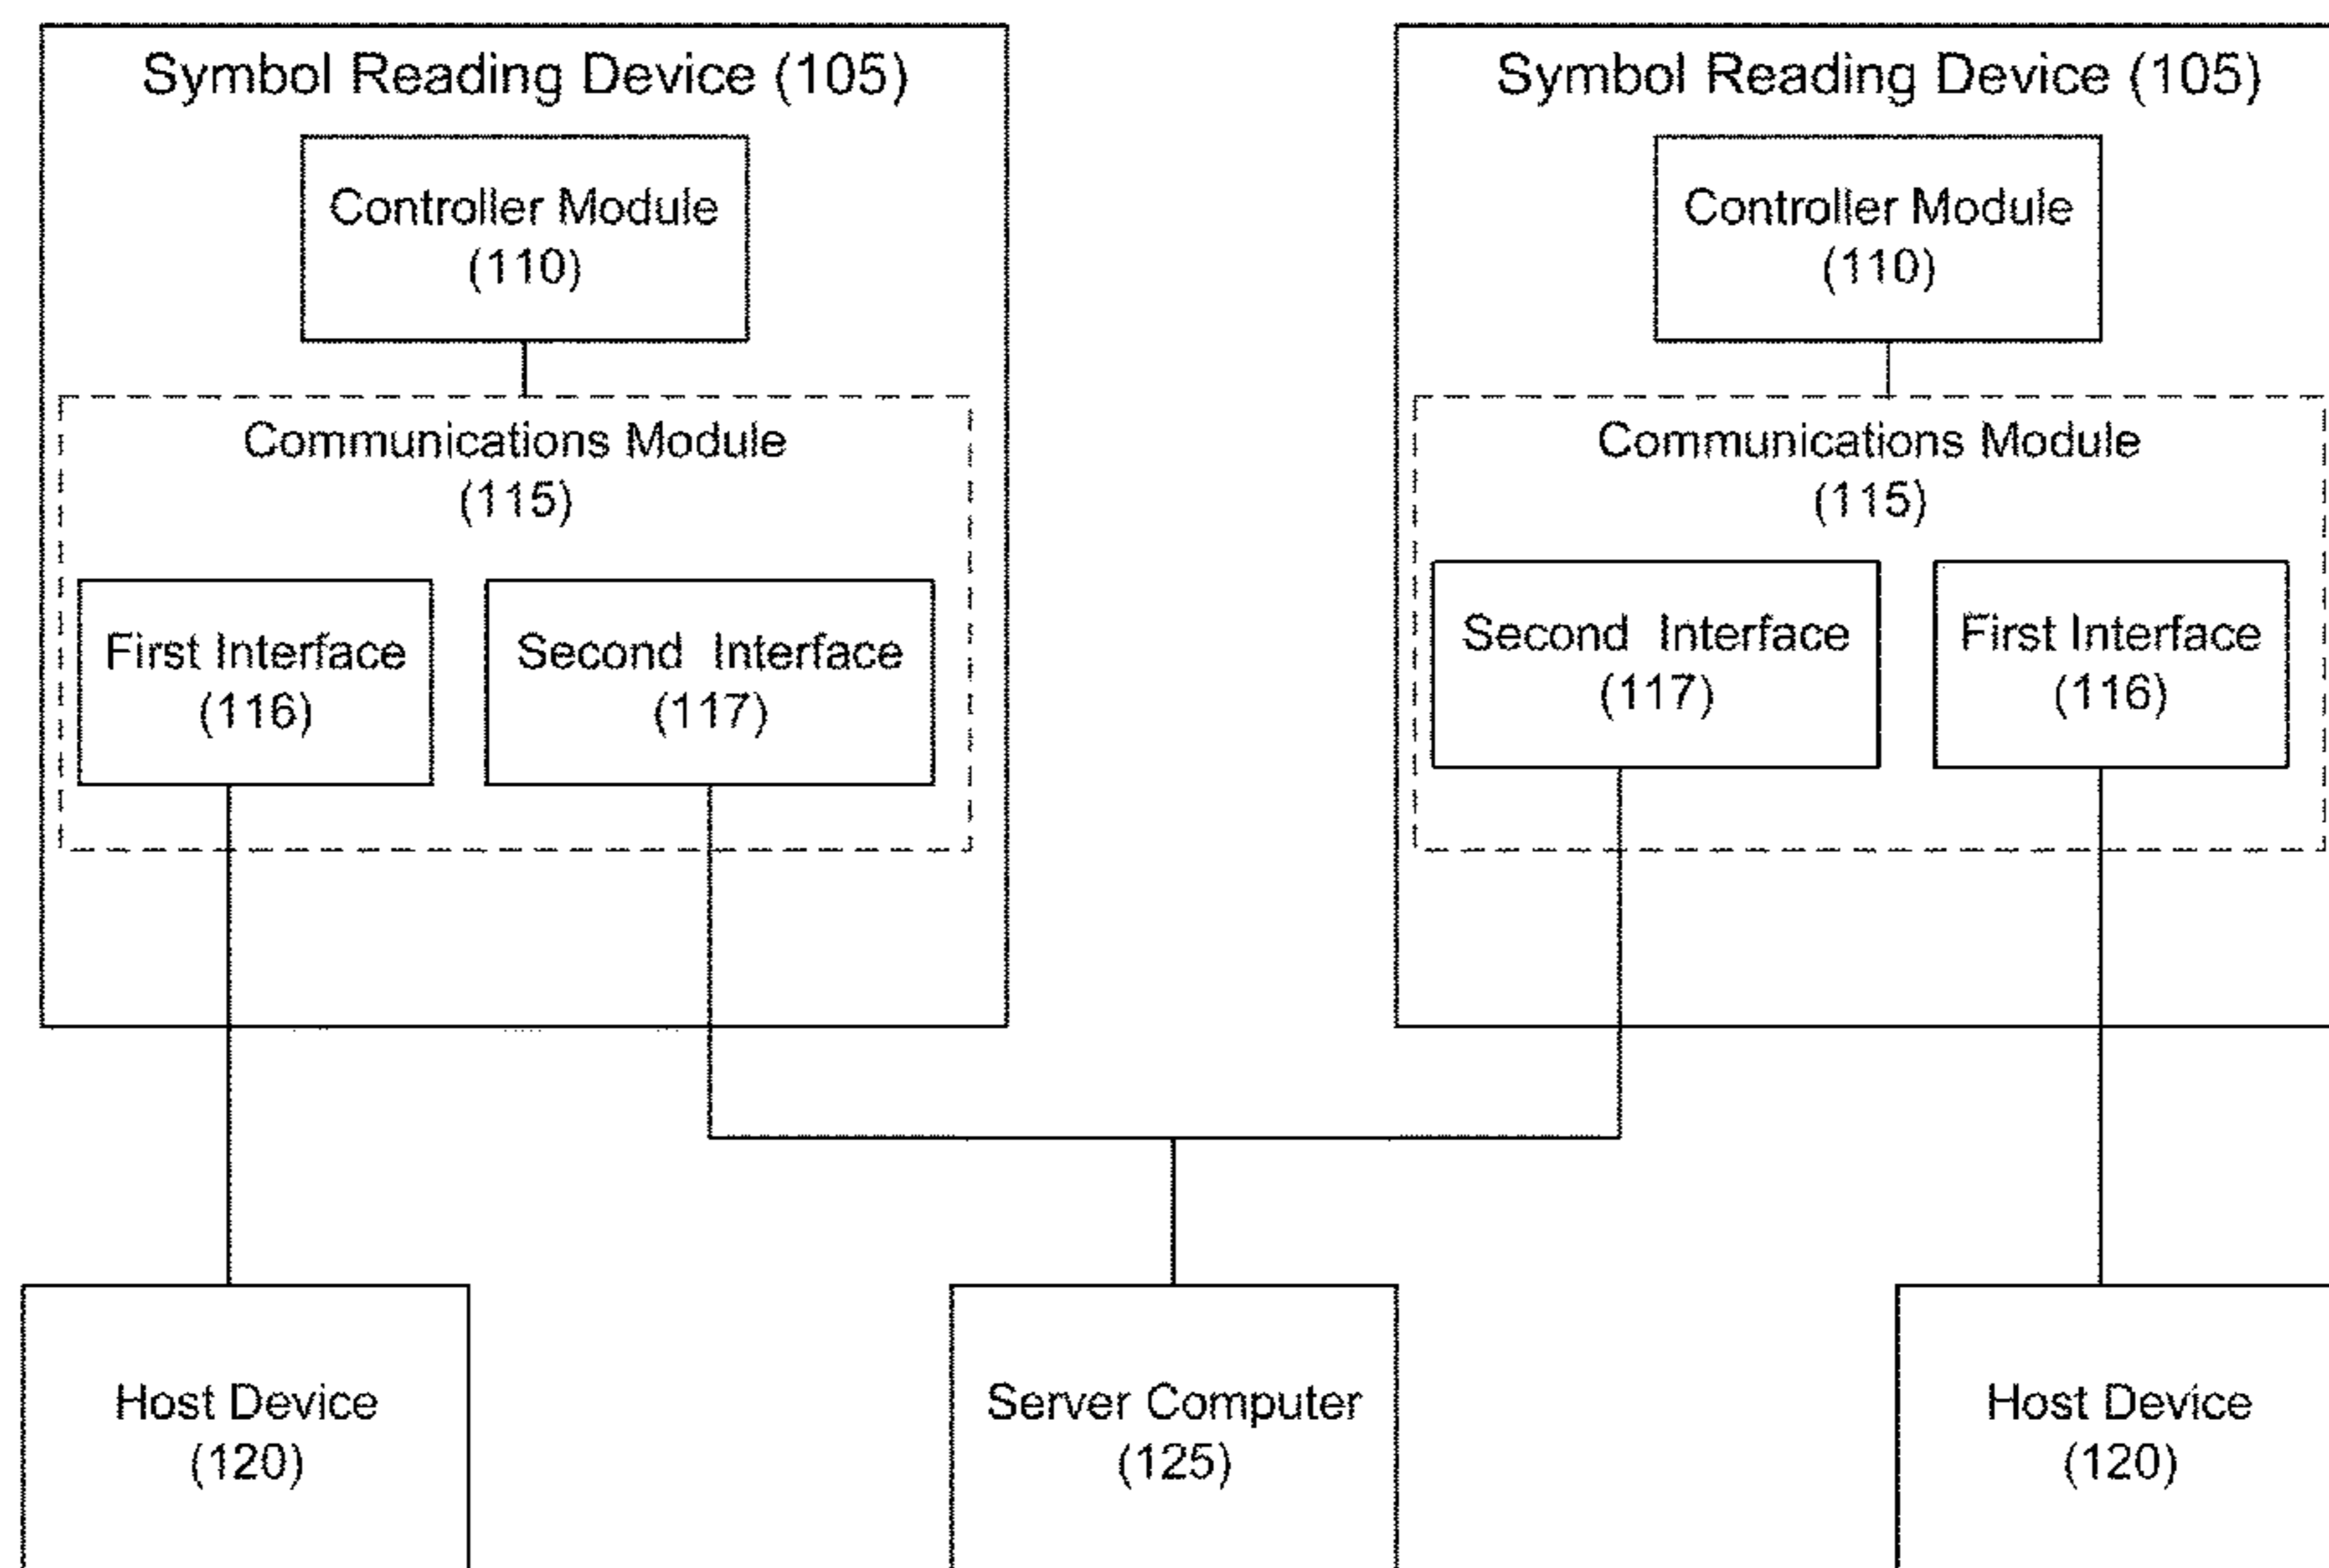 Symbol Reading Device (105)
Controller Module
(110)
Communications Module
(115)
First Interface
(116)
Second Interface
(117)
Symbol Reading Device (105)
Controller Module
(110)
Communications Module
(115)
Second Interface
(117)
First Interface
(116)
Host Device
(120)
Server Computer
(125)
Host Device
(120)